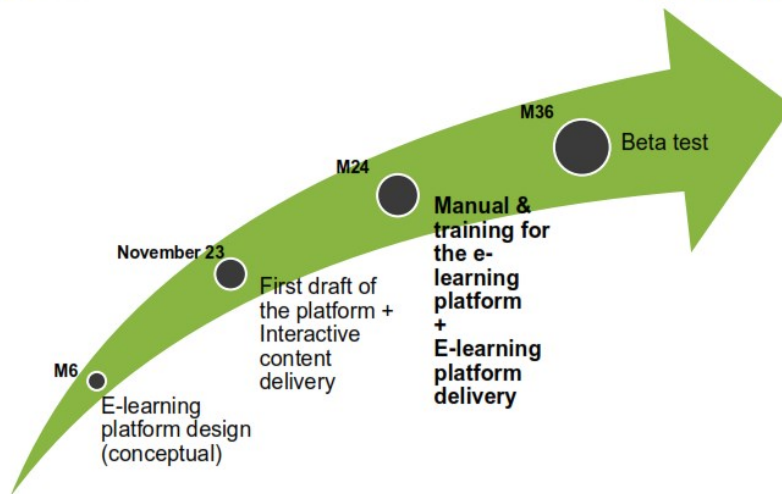 M6
E-learning
platform design
(conceptual)
November 23
First draft of
the platform +
Interactive
content
delivery
M24
Manual &
training for
the e-
learning
platform
+
E-learning
platform
delivery
M36
Beta test